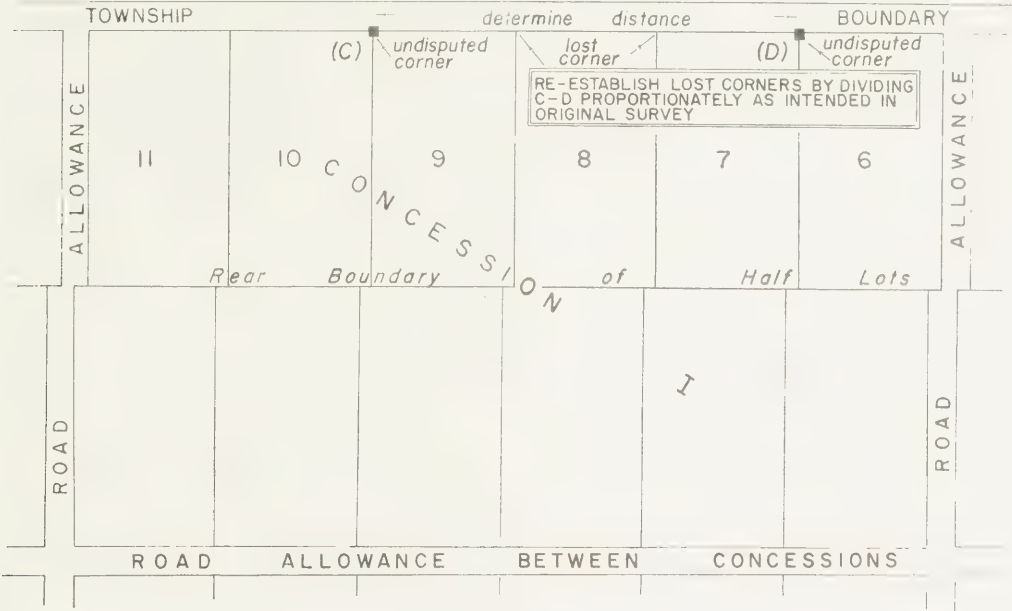 TOWNSHIP determine distance BOUNDARY
(C) undisputed corner
lost corner
(D) undisputed corner
RE-ESTABLISH LOST CORNERS BY DIVIDING
C-D PROPORTIONATELY AS INTENDED IN
ORIGINAL SURVEY
ALLOWANCE
ALLOWANCE
11 10 9 8 7 6
CONCESSION I
Rear Boundary of Half Lots
ROAD
ROAD
ROAD ALLOWANCE BETWEEN CONCESSIONS